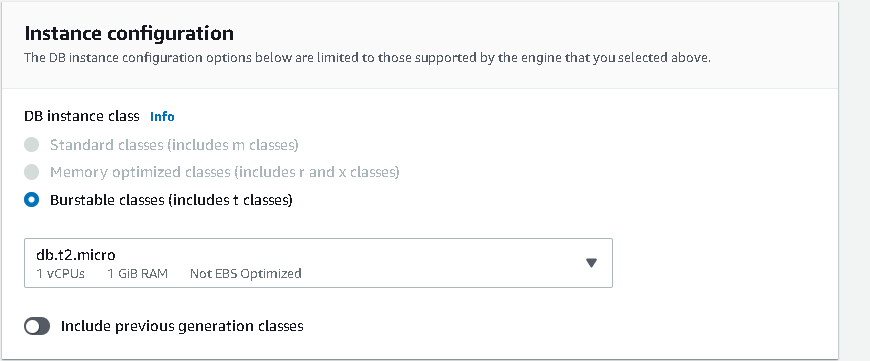 Instance configuration
The DB instance configuration options below are limited to those supported by the engine that you selected above.
DB instance class Info
Standard classes (includes m classes)
Memory optimized classes (includes r and x classes)
Burstable classes (includes t classes)
db.t2.micro
1 vCPUs 1 GiB RAM Not EBS Optimized
Include previous generation classes